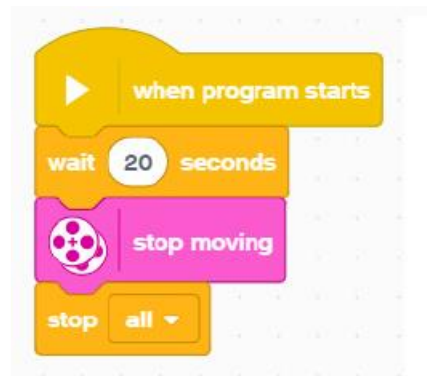 when program starts
wait 20 seconds
stop moving
stop all